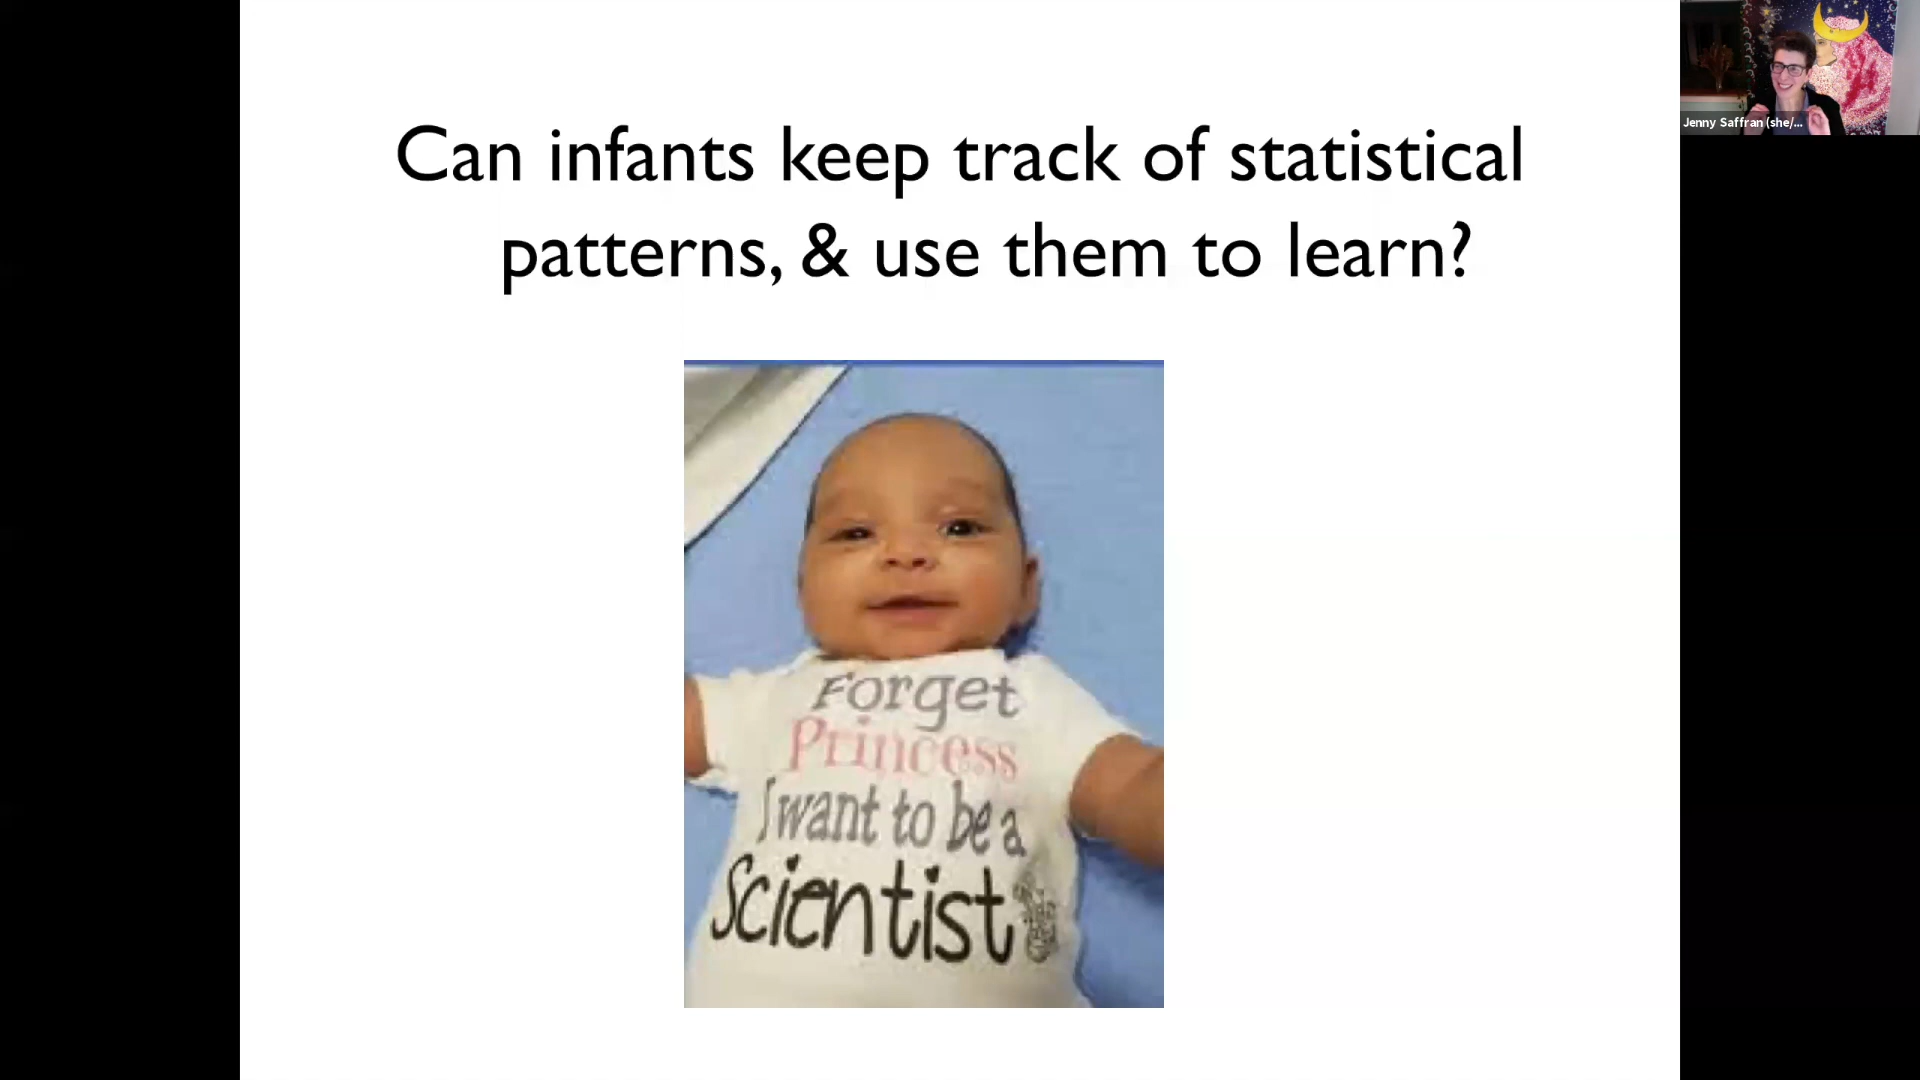 Can infants keep track of statistical
patterns, & use them to learn?
Jenny Saffran (she/...
Forget
Princess
I want to be a
Scientist